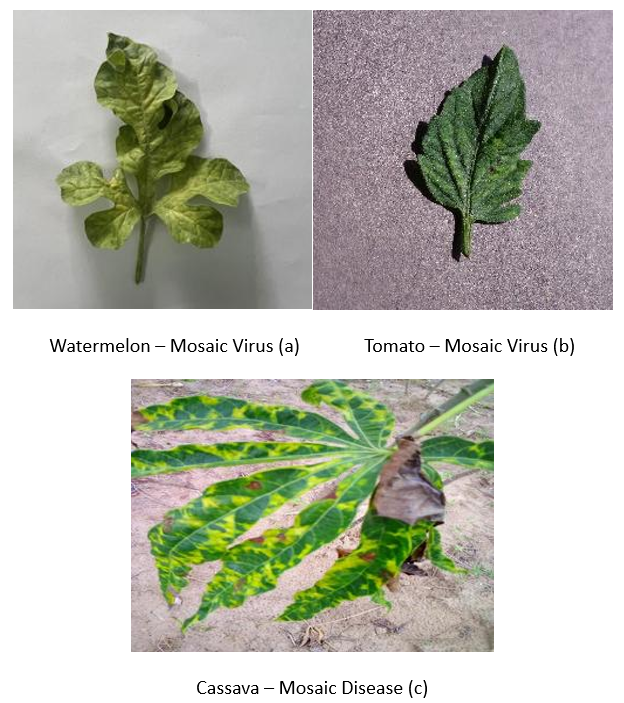 Watermelon – Mosaic Virus (a)
Tomato – Mosaic Virus (b)
Cassava – Mosaic Disease (c)